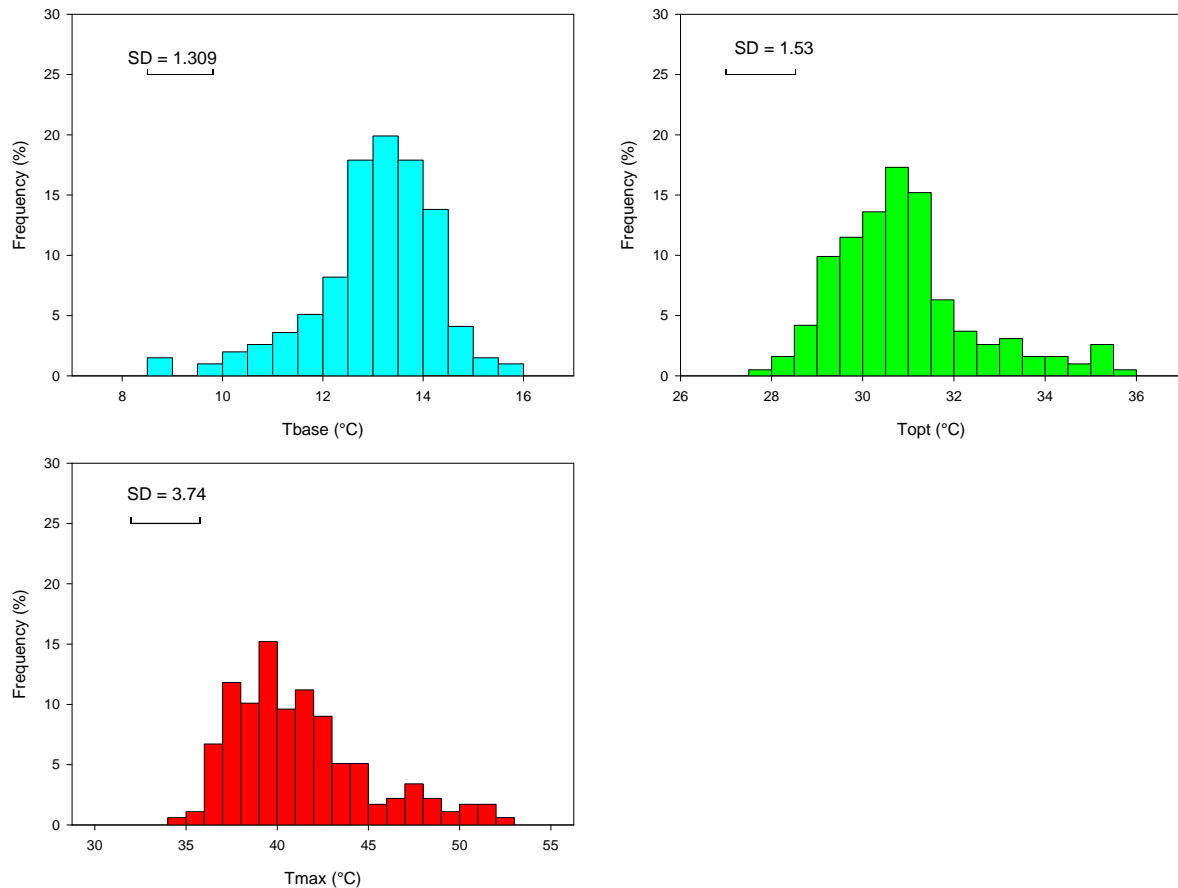 30
25
20
15
10
5
0
Frequency (%)
SD = 1.309
8 10 12 14 16
Tbase (°C)
30
25
20
15
10
5
0
Frequency (%)
SD = 1.53
26 28 30 32 34 36
Topt (°C)
30
25
20
15
10
5
0
Frequency (%)
SD = 3.74
30 35 40 45 50 55
Tmax (°C)